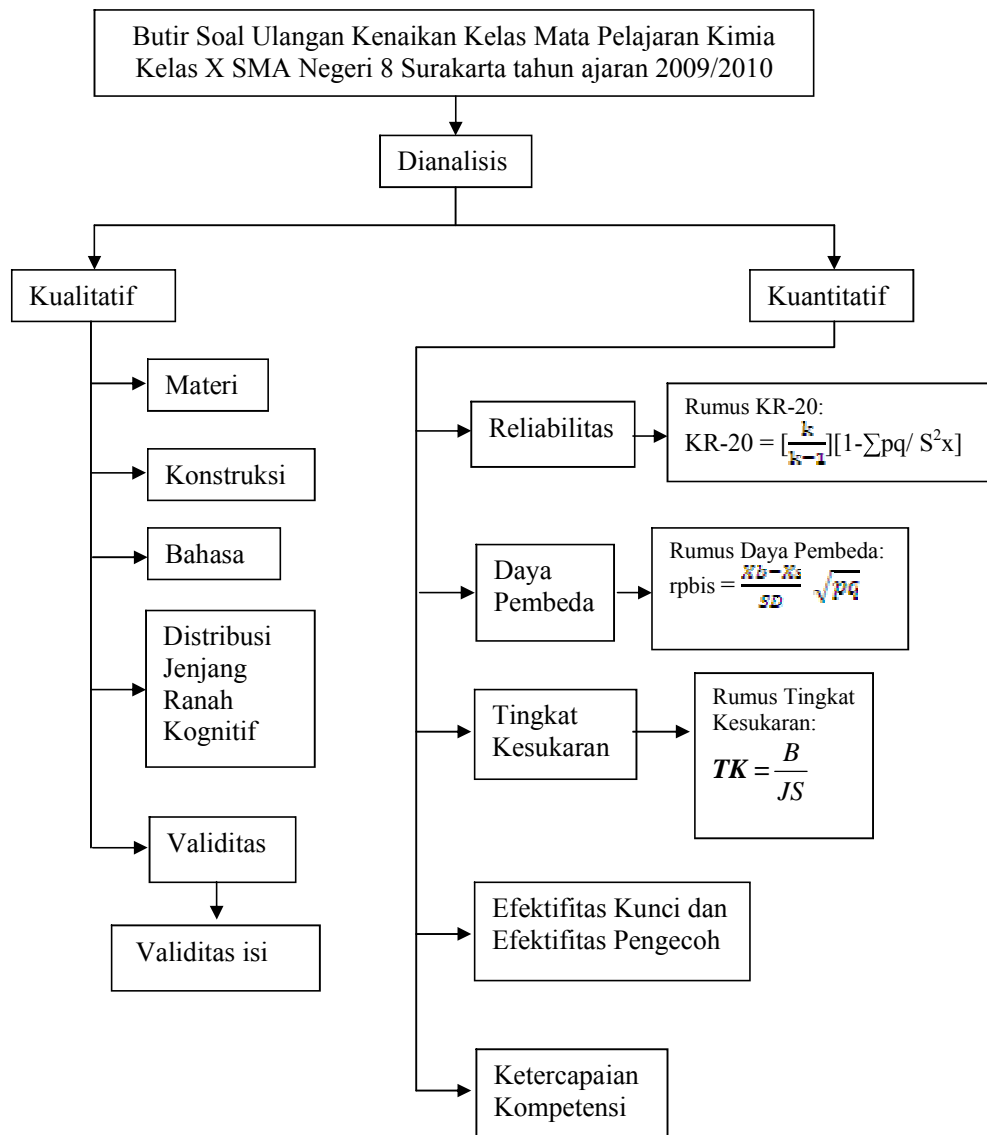 Butir Soal Ulangan Kenaikan Kelas Mata Pelajaran Kimia
Kelas X SMA Negeri 8 Surakarta tahun ajaran 2009/2010
Dianalisis
Kualitatif
Materi
Konstruksi
Bahasa
Distribusi
Jenjang
Ranah
Kognitif
Validitas
Validitas isi
Kuantitatif
Reliabilitas
Rumus KR-20:
KR-20 = [k/k−1][1-∑pq/ S²x]
Daya
Pembeda
Rumus Daya Pembeda:
rpbis = Xb−Xs/SD √pq
Tingkat
Kesukaran
Rumus Tingkat
Kesukaran:
TK = B/JS
Efektifitas Kunci dan
Efektifitas Pengecoh
Ketercapaian
Kompetensi